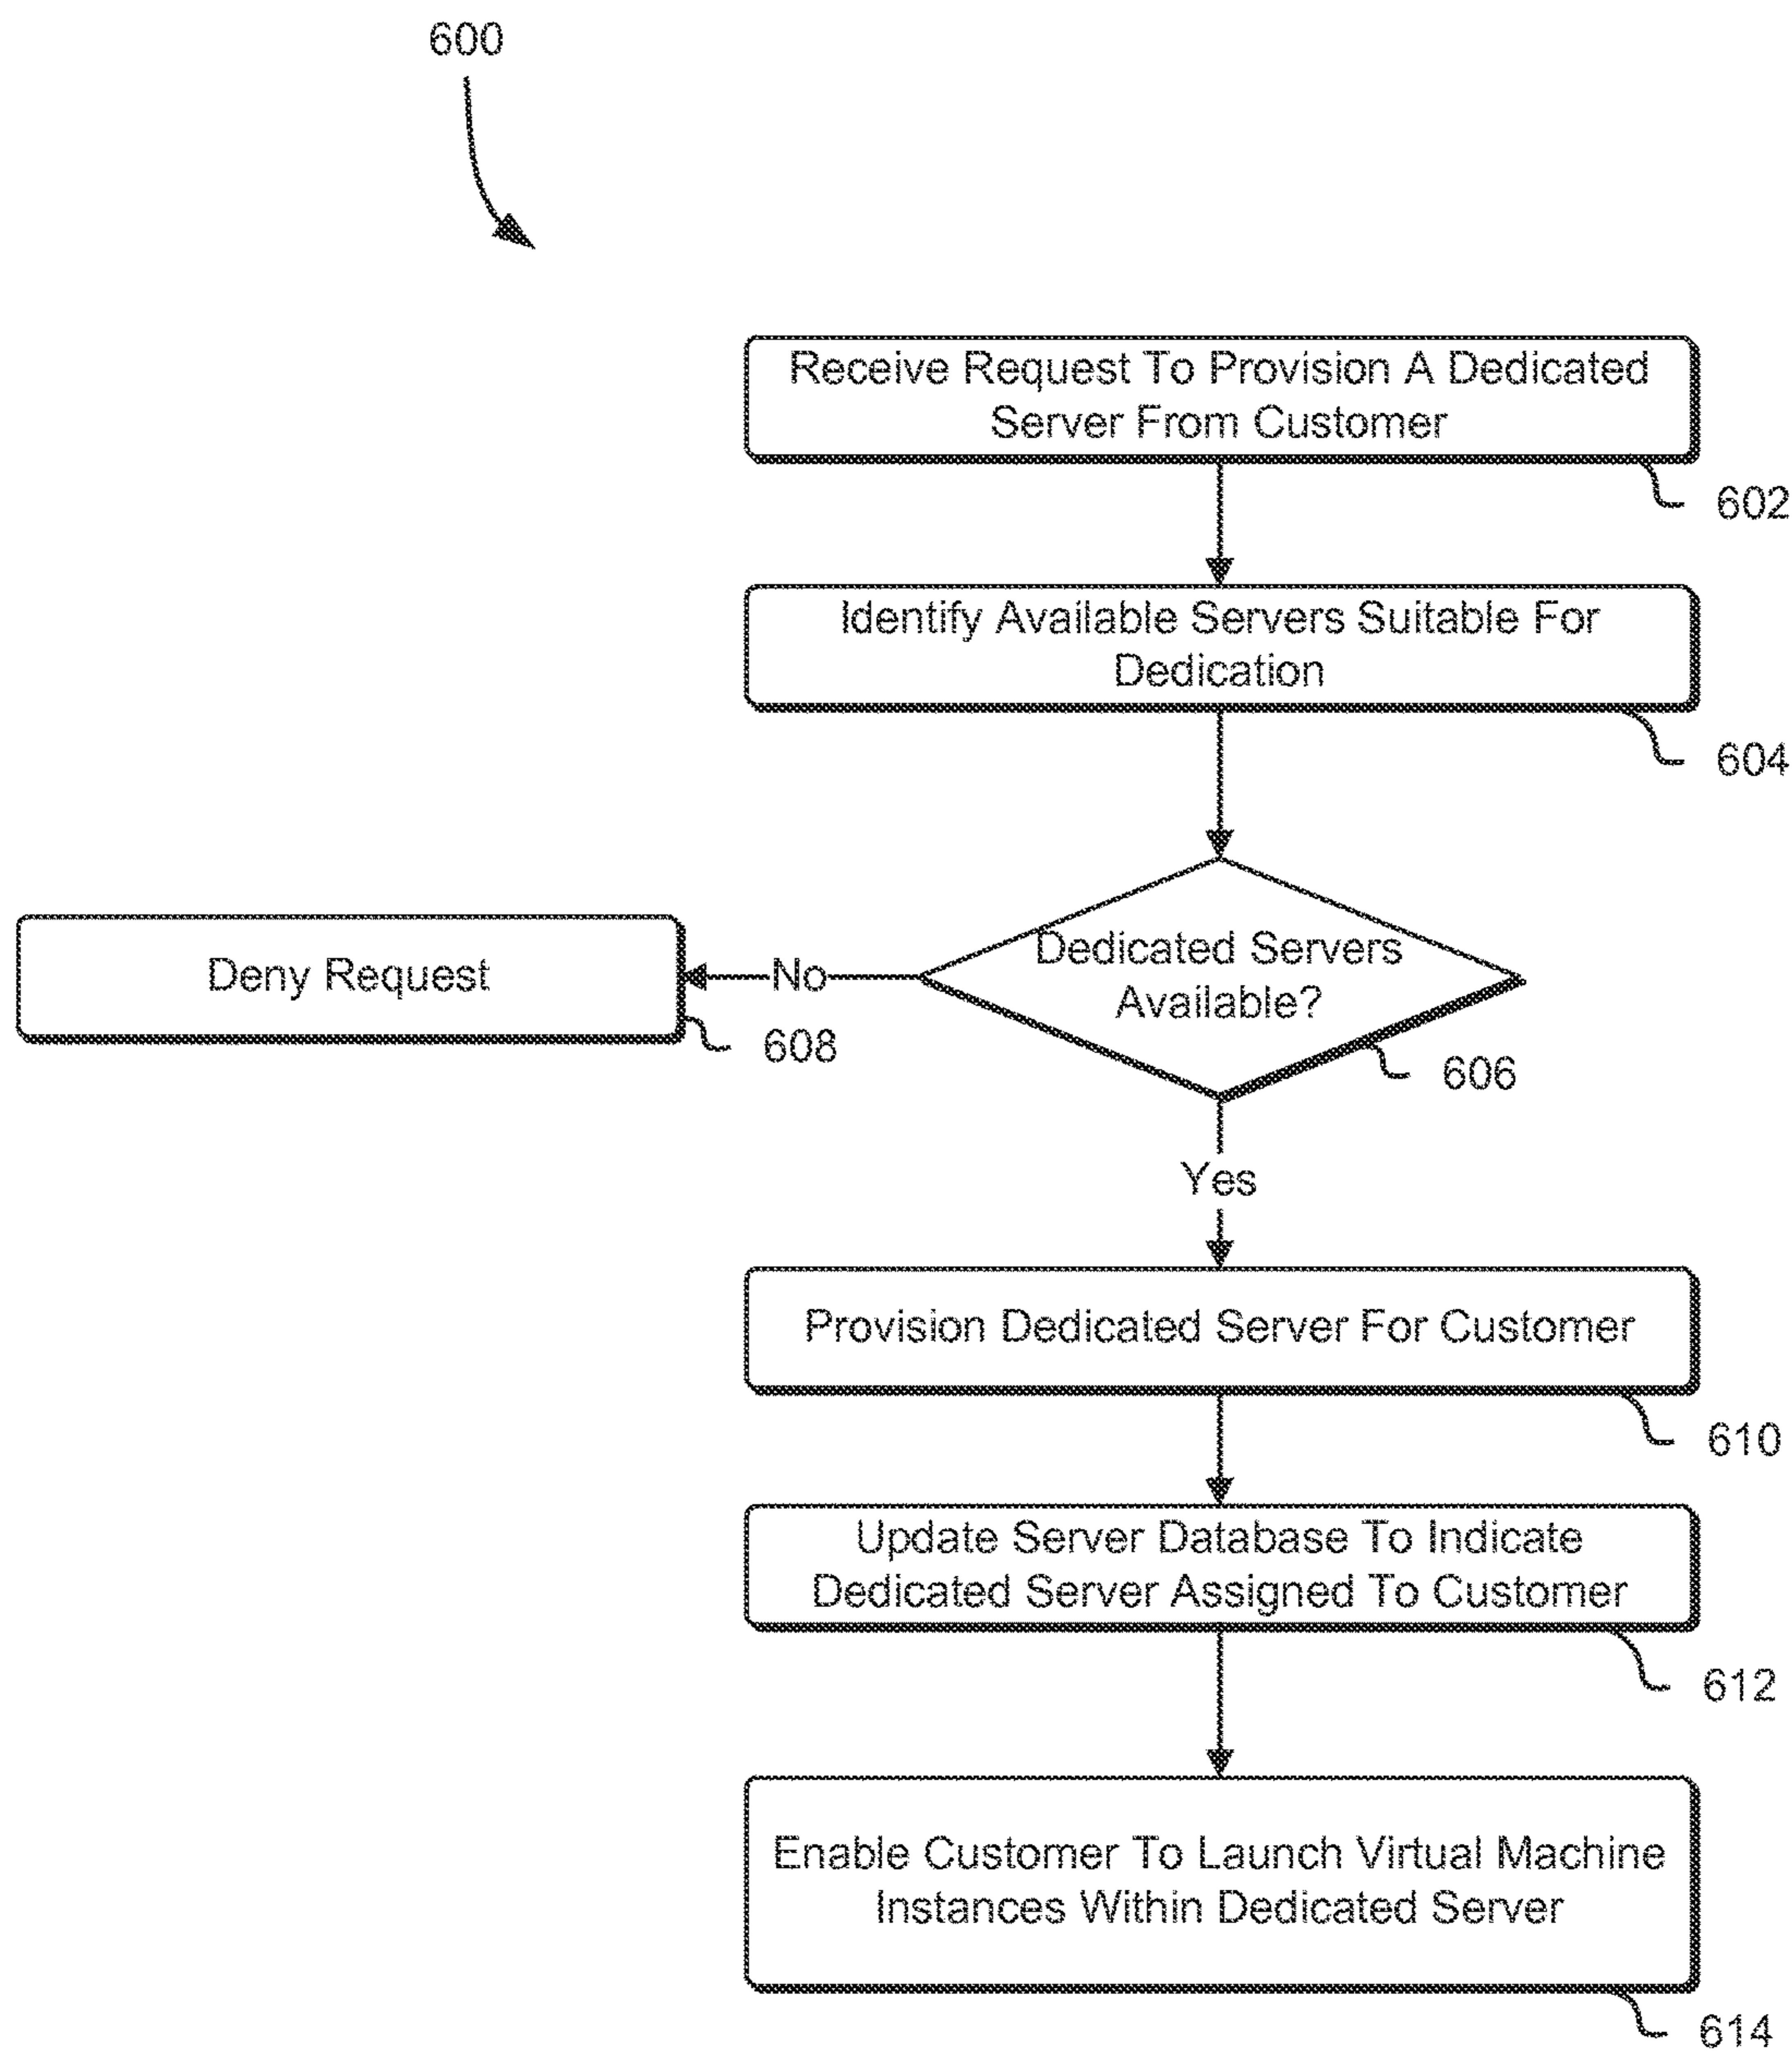 600
Receive Request To Provision A Dedicated
Server From Customer
602
Identify Available Servers Suitable For
Dedication
604
Dedicated Servers
Available?
606
No
Deny Request
608
Yes
Provision Dedicated Server For Customer
610
Update Server Database To Indicate
Dedicated Server Assigned To Customer
612
Enable Customer To Launch Virtual Machine
Instances Within Dedicated Server
614